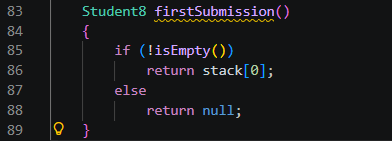 83 Student8 firstSubmission()
84 {
85 if (!isEmpty())
86 return stack[0];
87 else
88 return null;
89 }